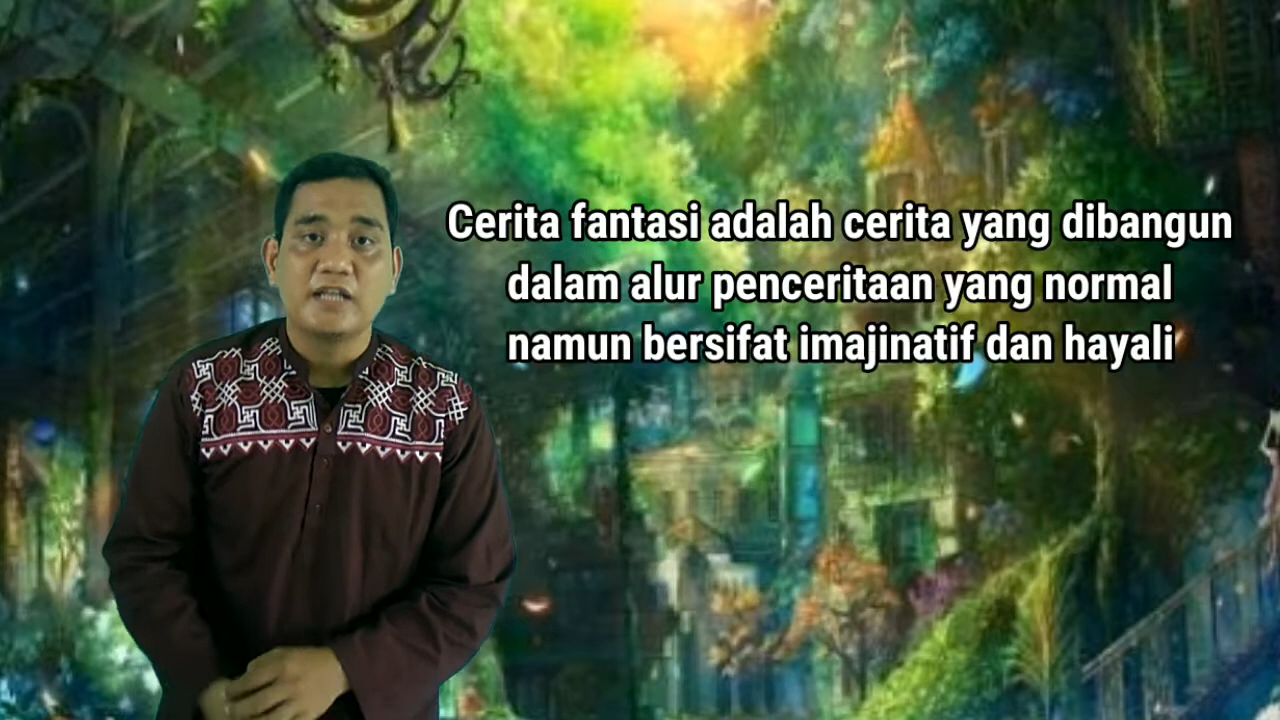 Cerita fantasi adalah cerita yang dibangun
dalam alur penceritaan yang normal
namun bersifat imajinatif dan hayali